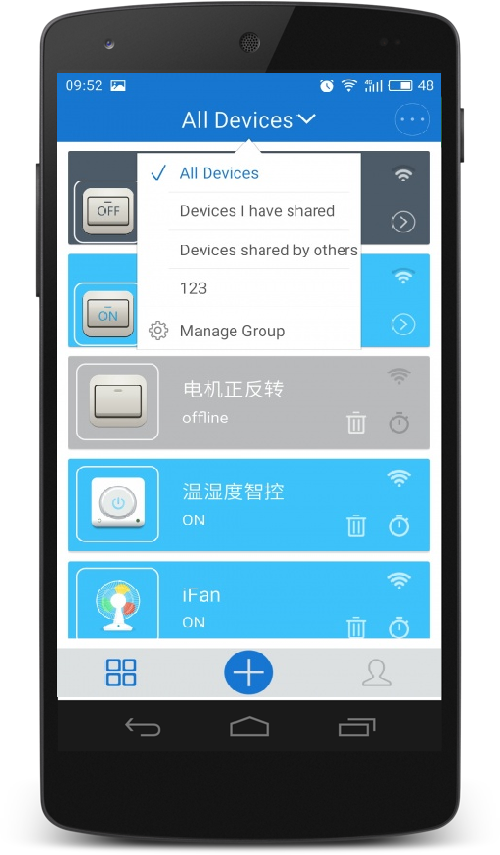 09:52
4G
48
All Devices
All Devices
OFF
Devices I have shared
Devices shared by others
123
ON
Manage Group
电机正反转
offline
温湿度智控
ON
iFan
ON